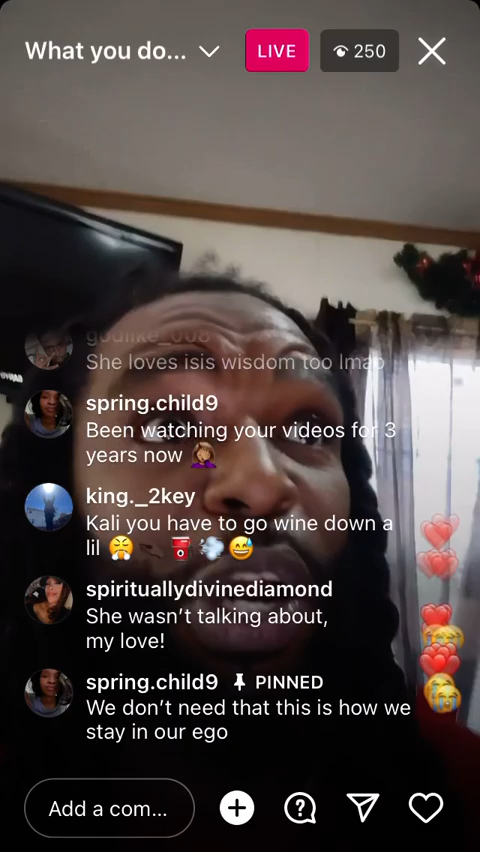 What you do...
LIVE
250
godlike_008
She loves isis wisdom too lmao
spring.child9
Been watching your videos for 3
years now 🤦🏽‍♀️
king._2key
Kali you have to go wine down a
lil 😤 🥤💨😅
spirituallydivinediamond
She wasn't talking about,
my love!
spring.child9 PINNED
We don't need that this is how we
stay in our ego
Add a com...